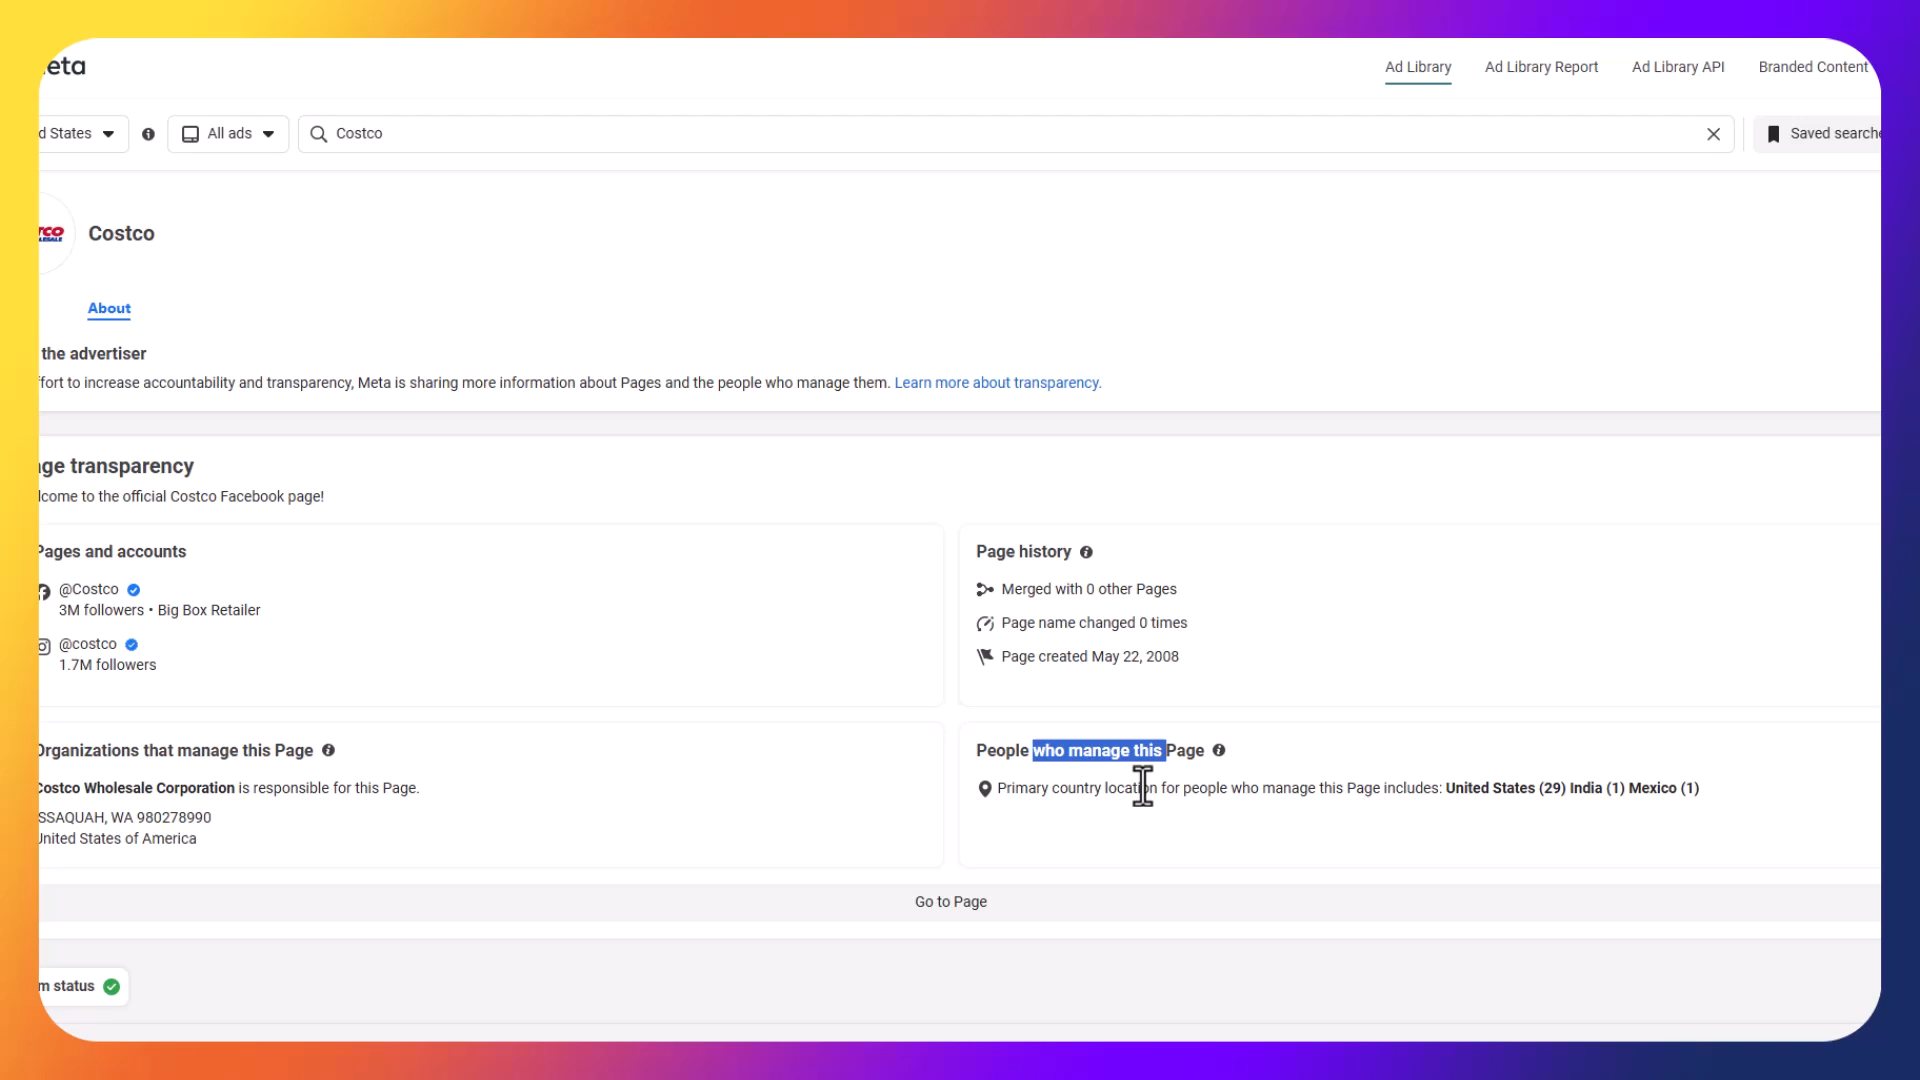 eta
Ad Library Ad Library Report Ad Library API Branded Content
d States All ads Costco Saved searche
Costco
About
the advertiser
fort to increase accountability and transparency, Meta is sharing more information about Pages and the people who manage them. Learn more about transparency.
ge transparency
lcome to the official Costco Facebook page!
Pages and accounts
@Costco
3M followers • Big Box Retailer
@costco
1.7M followers
Page history
Merged with 0 other Pages
Page name changed 0 times
Page created May 22, 2008
Organizations that manage this Page
Costco Wholesale Corporation is responsible for this Page.
SSAQUAH, WA 980278990
United States of America
People who manage this Page
Primary country location for people who manage this Page includes: United States (29) India (1) Mexico (1)
Go to Page
m status